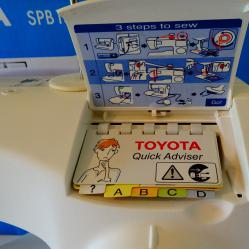 SPB
3 steps to sew
1
2
3
Go!
TOYOTA
Quick Adviser
?
A
B
C
D